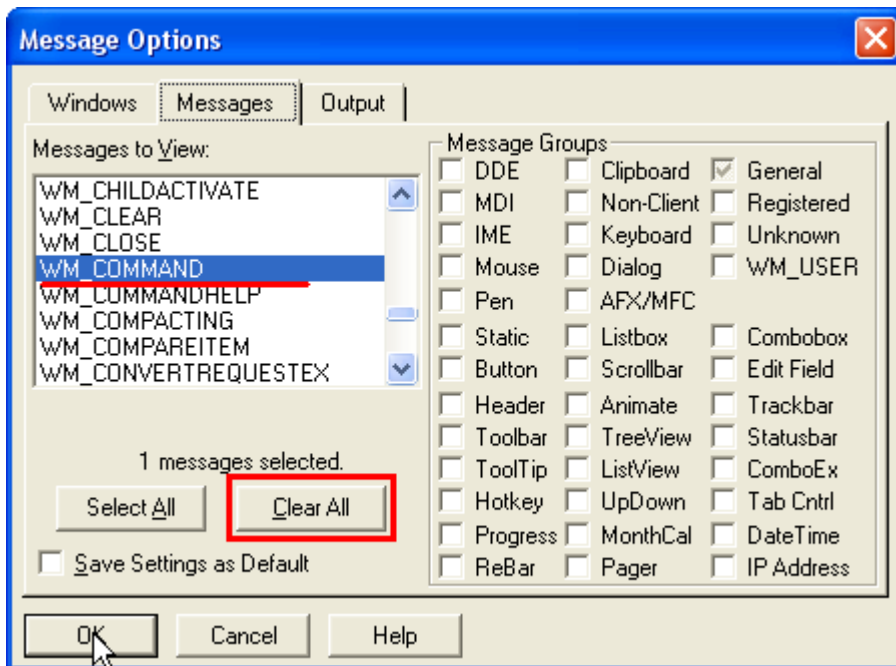 Message Options
Windows Messages Output
Messages to View:
WM_CHILDACTIVATE
WM_CLEAR
WM_CLOSE
WM_COMMAND
WM_COMMANDHELP
WM_COMPACTING
WM_COMPAREITEM
WM_CONVERTREQUESTEX
1 messages selected.
Select All Clear All
Save Settings as Default
Message Groups
DDE Clipboard General
MDI Non-Client Registered
IME Keyboard Unknown
Mouse Dialog WM_USER
Pen AFX/MFC
Static Listbox Combobox
Button Scrollbar Edit Field
Header Animate Trackbar
Toolbar TreeView Statusbar
ToolTip ListView ComboEx
Hotkey UpDown Tab Cntrl
Progress MonthCal DateTime
ReBar Pager IP Address
OK Cancel Help